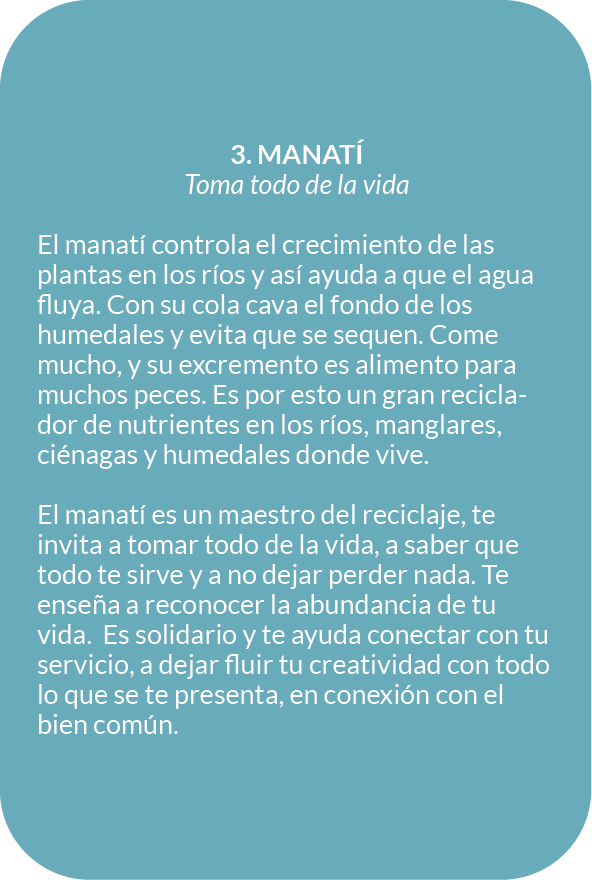 3. MANATÍ
Toma todo de la vida
El manatí controla el crecimiento de las
plantas en los ríos y así ayuda a que el agua
fluya. Con su cola cava el fondo de los
humedales y evita que se sequen. Come
mucho, y su excremento es alimento para
muchos peces. Es por esto un gran recicla-
dor de nutrientes en los ríos, manglares,
ciénagas y humedales donde vive.
El manatí es un maestro del reciclaje, te
invita a tomar todo de la vida, a saber que
todo te sirve y a no dejar perder nada. Te
enseña a reconocer la abundancia de tu
vida.  Es solidario y te ayuda conectar con tu
servicio, a dejar fluir tu creatividad con todo
lo que se te presenta, en conexión con el
bien común.